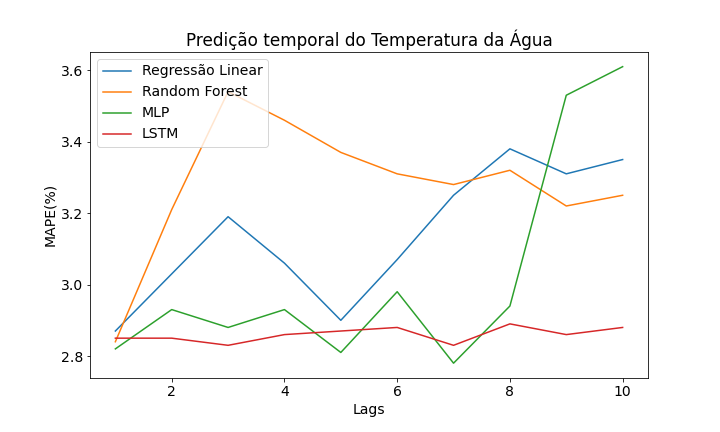 Predição temporal do Temperatura da Água
Regressão Linear
Random Forest
MLP
LSTM
3.6
3.4
3.2
3.0
2.8
MAPE(%)
2
4
6
8
10
Lags